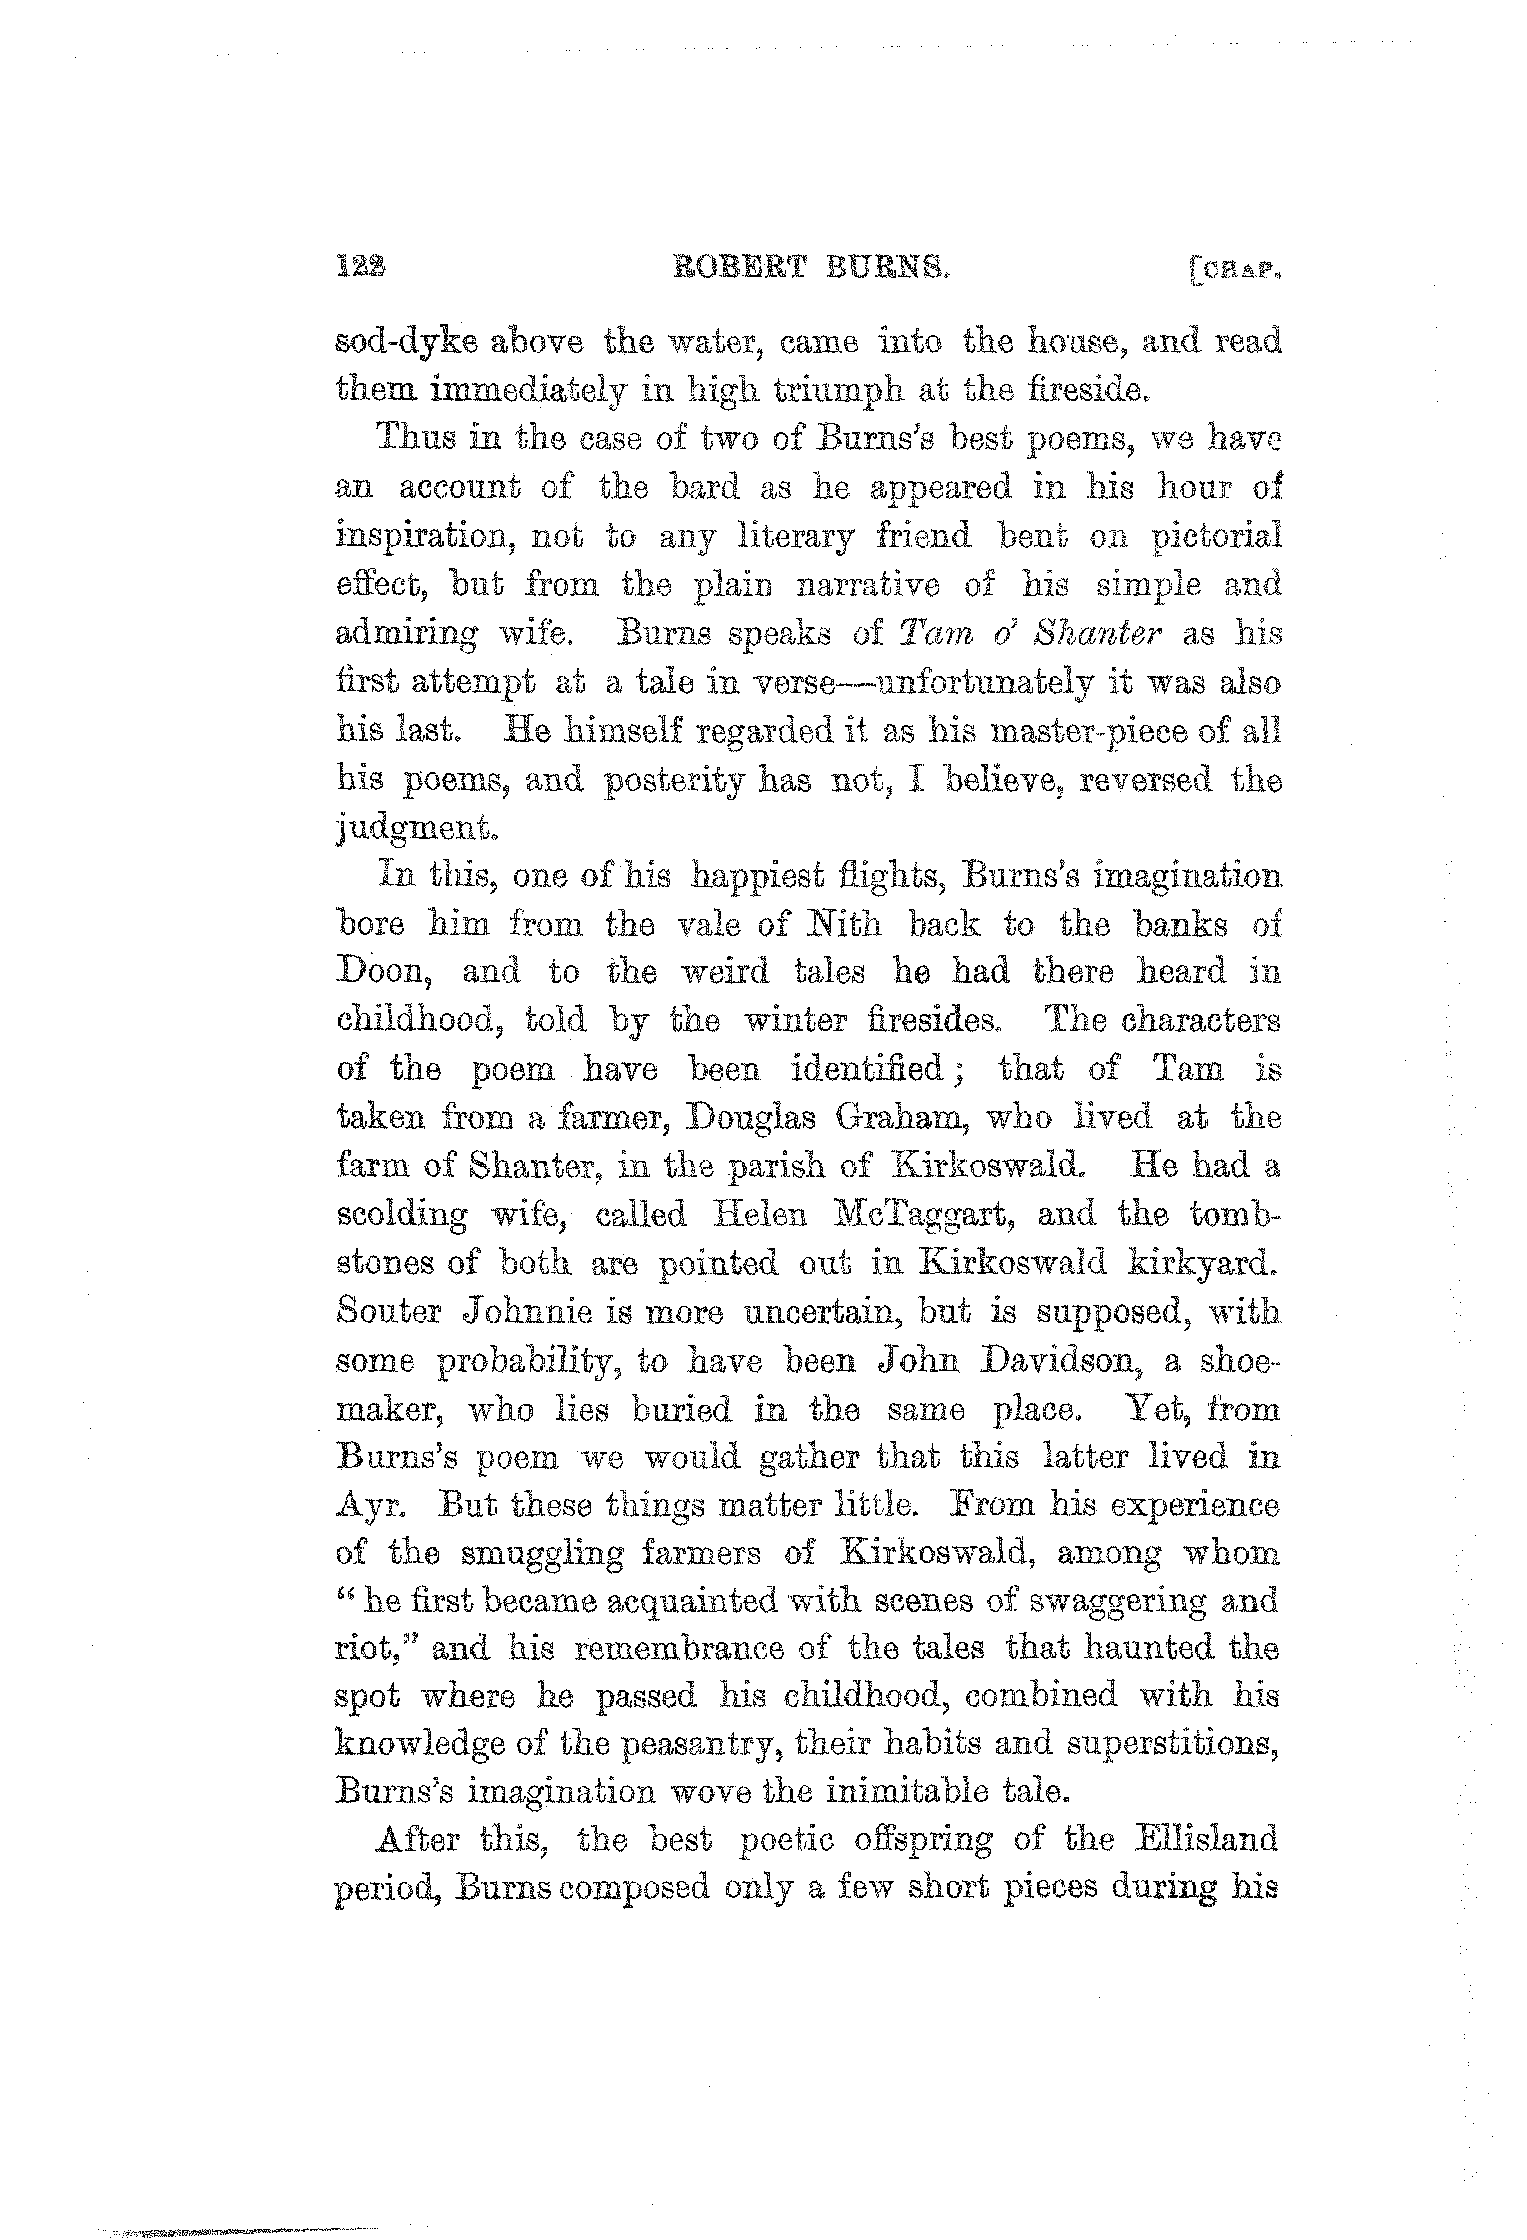 122 ROBERT BURNS. [CHAP.
sod-dyke above the water, came into the house, and read
them immediately in high triumph at the fireside.
Thus in the case of two of Burns's best poems, we have
an account of the bard as he appeared in his hour of
inspiration, not to any literary friend bent on pictorial
effect, but from the plain narrative of his simple and
admiring wife. Burns speaks of Tam o' Shanter as his
first attempt at a tale in verse—unfortunately it was also
his last. He himself regarded it as his master-piece of all
his poems, and posterity has not, I believe, reversed the
judgment.
In this, one of his happiest flights, Burns's imagination
bore him from the vale of Nith back to the banks of
Doon, and to the weird tales he had there heard in
childhood, told by the winter firesides. The characters
of the poem have been identified; that of Tam is
taken from a farmer, Douglas Graham, who lived at the
farm of Shanter, in the parish of Kirkoswald. He had a
scolding wife, called Helen McTaggart, and the tomb-
stones of both are pointed out in Kirkoswald kirkyard.
Souter Johnnie is more uncertain, but is supposed, with
some probability, to have been John Davidson, a shoe-
maker, who lies buried in the same place. Yet, from
Burns's poem we would gather that this latter lived in
Ayr. But these things matter little. From his experience
of the smuggling farmers of Kirkoswald, among whom
"he first became acquainted with scenes of swaggering and
riot," and his remembrance of the tales that haunted the
spot where he passed his childhood, combined with his
knowledge of the peasantry, their habits and superstitions,
Burns's imagination wove the inimitable tale.
After this, the best poetic offspring of the Ellisland
period, Burns composed only a few short pieces during his